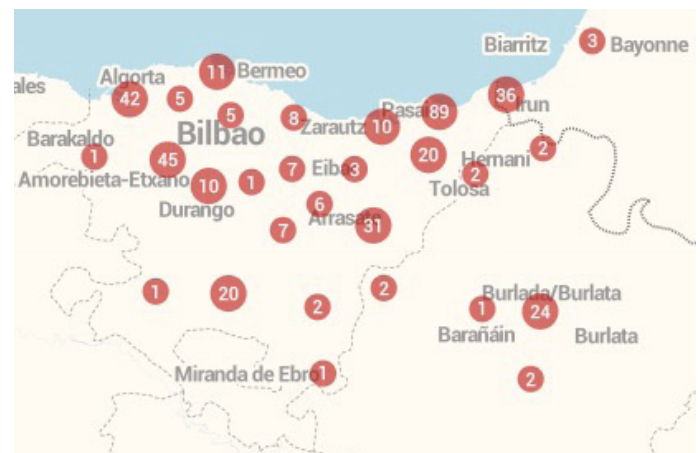 3
Biarritz
Bayonne
11
Bermeo
Algorta
ales
42
5
5
8
Zarautz
10
Pasai
89
36
Irun
Bilbao
Barakaldo
1
45
Amorebieta-Etxano
10
1
7
Eiba
3
20
Hernani
2
2
Tolosa
Durango
6
Arrasate
31
7
1
20
2
2
1
Burlada/Burlata
24
Barañáin
Burlata
Miranda de Ebro
1
2